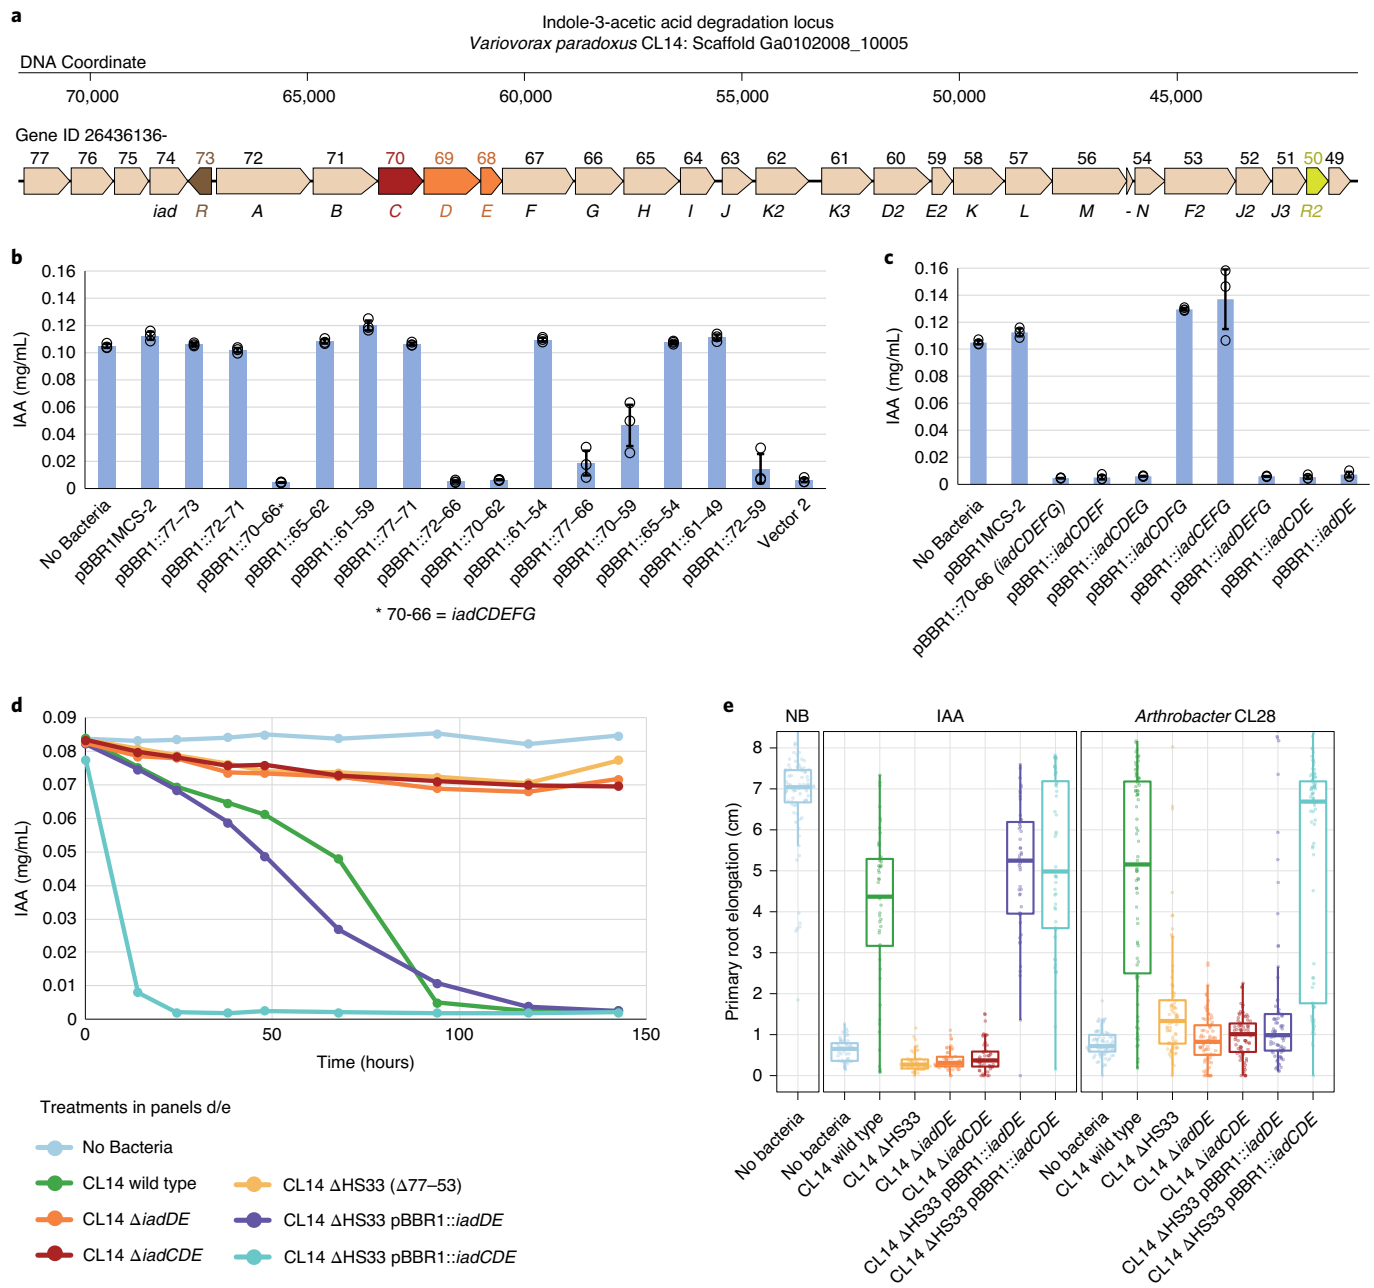 a
Indole-3-acetic acid degradation locus
Variovorax paradoxus CL14: Scaffold Ga0102008_10005
DNA Coordinate
70,000 65,000 60,000 55,000 50,000 45,000
Gene ID 26436136-
77 76 75 74 73 72 71 70 69 68 67 66 65 64 63 62 61 60 59 58 57 56 54 53 52 51 50 49
iad R A B C D E F G H I J K2 K3 D2 E2 K L M - N F2 J2 J3 R2
b
IAA (mg/mL)
0.16
0.14
0.12
0.10
0.08
0.06
0.04
0.02
0
No Bacteria
pBBR1MCS-2
pBBR1::77–73
pBBR1::72–71
pBBR1::70–66*
pBBR1::65–62
pBBR1::61–59
pBBR1::77–71
pBBR1::72–66
pBBR1::70–62
pBBR1::61–54
pBBR1::77–66
pBBR1::70–59
pBBR1::65–54
pBBR1::61–49
pBBR1::72–59
Vector 2
* 70-66 = iadCDEFG
c
IAA (mg/mL)
0.16
0.14
0.12
0.10
0.08
0.06
0.04
0.02
0
No Bacteria
pBBR1MCS-2
pBBR1::70-66 (iadCDEFG)
pBBR1::iadCDEF
pBBR1::iadCDEG
pBBR1::iadCDFG
pBBR1::iadCEFG
pBBR1::iadDEFG
pBBR1::iadCDE
pBBR1::iadDE
d
IAA (mg/mL)
0.09
0.08
0.07
0.06
0.05
0.04
0.03
0.02
0.01
0
0 50 100 150
Time (hours)
Treatments in panels d/e
No Bacteria
CL14 wild type
CL14 ΔiadDE
CL14 ΔiadCDE
CL14 ΔHS33 (Δ77–53)
CL14 ΔHS33 pBBR1::iadDE
CL14 ΔHS33 pBBR1::iadCDE
e
NB IAA Arthrobacter CL28
Primary root elongation (cm)
8
7
6
5
4
3
2
1
0
No bacteria
No bacteria
CL14 wild type
CL14 ΔHS33
CL14 ΔiadDE
CL14 ΔiadCDE
CL14 ΔHS33 pBBR1::iadDE
CL14 ΔHS33 pBBR1::iadCDE
No bacteria
CL14 wild type
CL14 ΔHS33
CL14 ΔiadDE
CL14 ΔiadCDE
CL14 ΔHS33 pBBR1::iadDE
CL14 ΔHS33 pBBR1::iadCDE